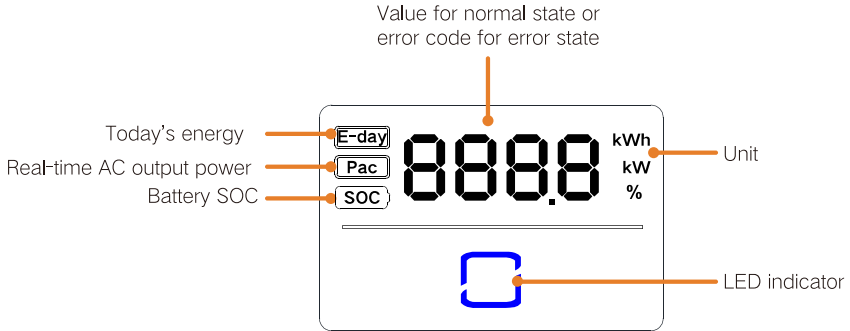 Value for normal state or
error code for error state
Today's energy
E-day
8888.8
kWh
Real-time AC output power
Pac
kW
Unit
Battery SOC
SOC
%
LED indicator